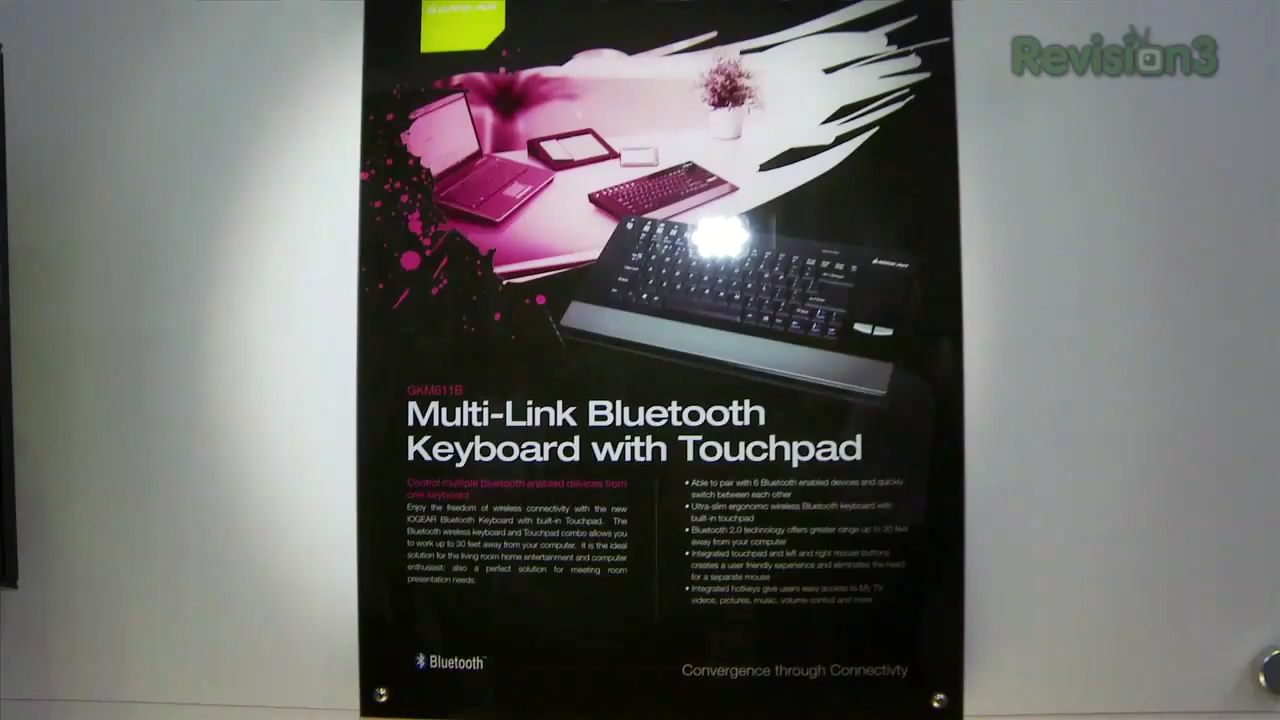 Revision3
GKM611B
Multi-Link Bluetooth
Keyboard with Touchpad
Control multiple bluetooth enabled devices from
one keyboard
Enjoy the freedom of wireless connectivity with the new
IOGEAR Bluetooth Keyboard with built-in Touchpad. The
Bluetooth wireless keyboard and Touchpad combo allows you
to work up to 30 feet away from your computer. It is the ideal
solution for the living room home entertainment and computer
enthusiast; also a perfect solution for meeting room
presentation needs.
• Able to pair with 6 Bluetooth enabled devices and quickly
switch between each other
• Ultra-slim ergonomic wireless Bluetooth keyboard with
built-in touchpad
• Bluetooth 2.0 technology offers greater range up to 30 feet
away from your computer
• Integrated touchpad and left and right mouse buttons
creates a user friendly experience and eliminates the need
for a separate mouse
• Integrated hotkeys give users easy access to My TV
videos, pictures, music, volume control and more
Bluetooth™
Convergence through Connectivty